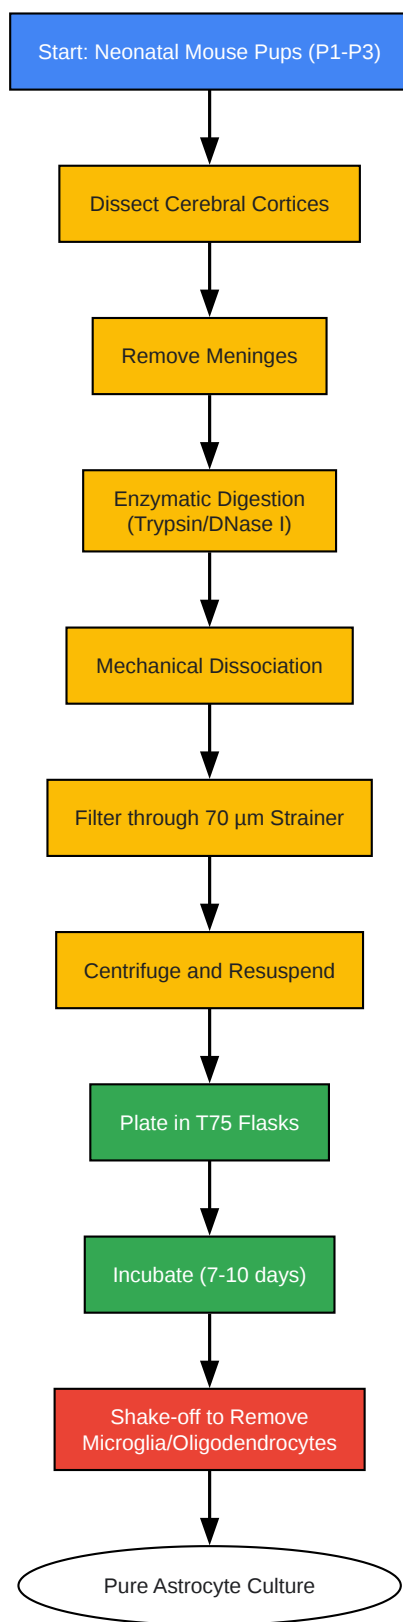 Start: Neonatal Mouse Pups (P1-P3)
Dissect Cerebral Cortices
Remove Meninges
Enzymatic Digestion
(Trypsin/DNase I)
Mechanical Dissociation
Filter through 70 µm Strainer
Centrifuge and Resuspend
Plate in T75 Flasks
Incubate (7-10 days)
Shake-off to Remove
Microglia/Oligodendrocytes
Pure Astrocyte Culture